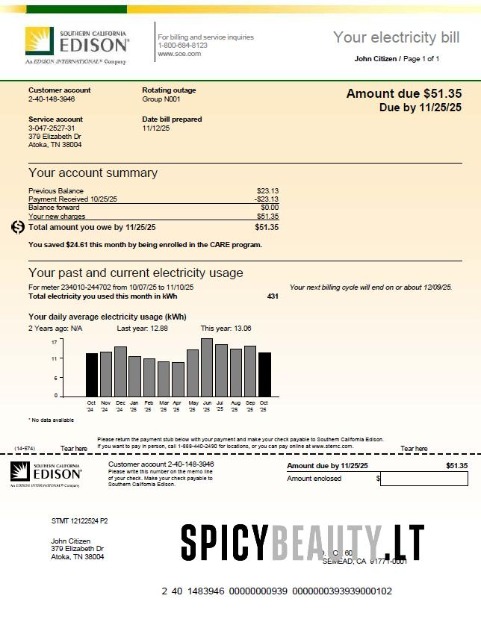 SOUTHERN CALIFORNIA
EDISON
An EDISON INTERNATIONAL® Company
For billing and service inquiries
1-800-684-8123
www.sce.com
Your electricity bill
John Citizen / Page 1 of 1
Customer account
2-40-148-3946
Rotating outage
Group N001
Amount due $51.35
Due by 11/25/25
Service account
3-047-2527-31
379 Elizabeth Dr
Atoka, TN 38004
Date bill prepared
11/12/25
Your account summary
Previous Balance $23.13
Payment Received 10/25/25 -$23.13
Balance forward $0.00
Your new charges $51.35
Total amount you owe by 11/25/25 $51.35
You saved $24.61 this month by being enrolled in the CARE program.
Your past and current electricity usage
For meter 234010-244702 from 10/07/25 to 11/10/25
Total electricity you used this month in kWh 431
Your next billing cycle will end on or about 12/09/25.
Your daily average electricity usage (kWh)
2 Years ago: N/A Last year: 12.88 This year: 13.06
17
11
6
0
Oct Nov Dec Jan Feb Mar Apr May Jun Jul Aug Sep Oct
'24 '24 '24 '25 '25 '25 '25 '25 '25 '25 '25 '25 '25
* No data available
Please return the payment stub below with your payment and make your check payable to Southern California Edison.
If you want to pay in person, call 1-888-440-2490 for locations, or you can pay online at www.stemc.com.
(14-574) Tear here Tear here
SOUTHERN CALIFORNIA
EDISON
An EDISON INTERNATIONAL® Company
Customer account 2-40-148-3946
Please write this number on the memo line
of your check. Make your check payable to
Southern California Edison.
Amount due by 11/25/25 $51.35
Amount enclosed $
STMT 12122524 P2
John Citizen
379 Elizabeth Dr
Atoka, TN 38004
SPICYBEAUTY.LT
SEMEAD, CA 91771-0001
2 40 1483946 00000000939 0000000393939000102